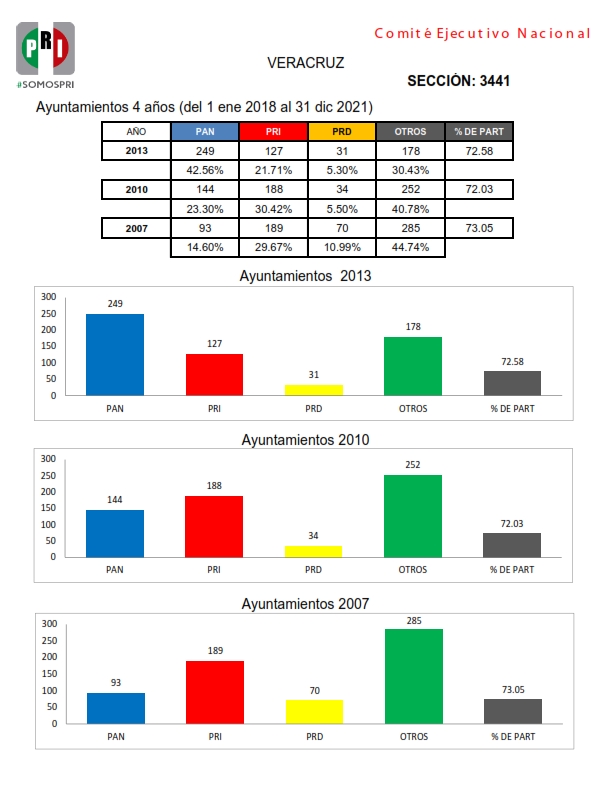 Comité Ejecutivo Nacional
PRI
#SOMOSPRI
VERACRUZ
SECCIÓN: 3441
Ayuntamientos 4 años (del 1 ene 2018 al 31 dic 2021)
AÑO PAN PRI PRD OTROS % DE PART
2013 249 127 31 178 72.58
42.56% 21.71% 5.30% 30.43%
2010 144 188 34 252 72.03
23.30% 30.42% 5.50% 40.78%
2007 93 189 70 285 73.05
14.60% 29.67% 10.99% 44.74%
Ayuntamientos 2013
300
250
200
150
100
50
0
249 127 31 178 72.58
PAN PRI PRD OTROS % DE PART
Ayuntamientos 2010
300
250
200
150
100
50
0
144 188 34 252 72.03
PAN PRI PRD OTROS % DE PART
Ayuntamientos 2007
300
250
200
150
100
50
0
93 189 70 285 73.05
PAN PRI PRD OTROS % DE PART